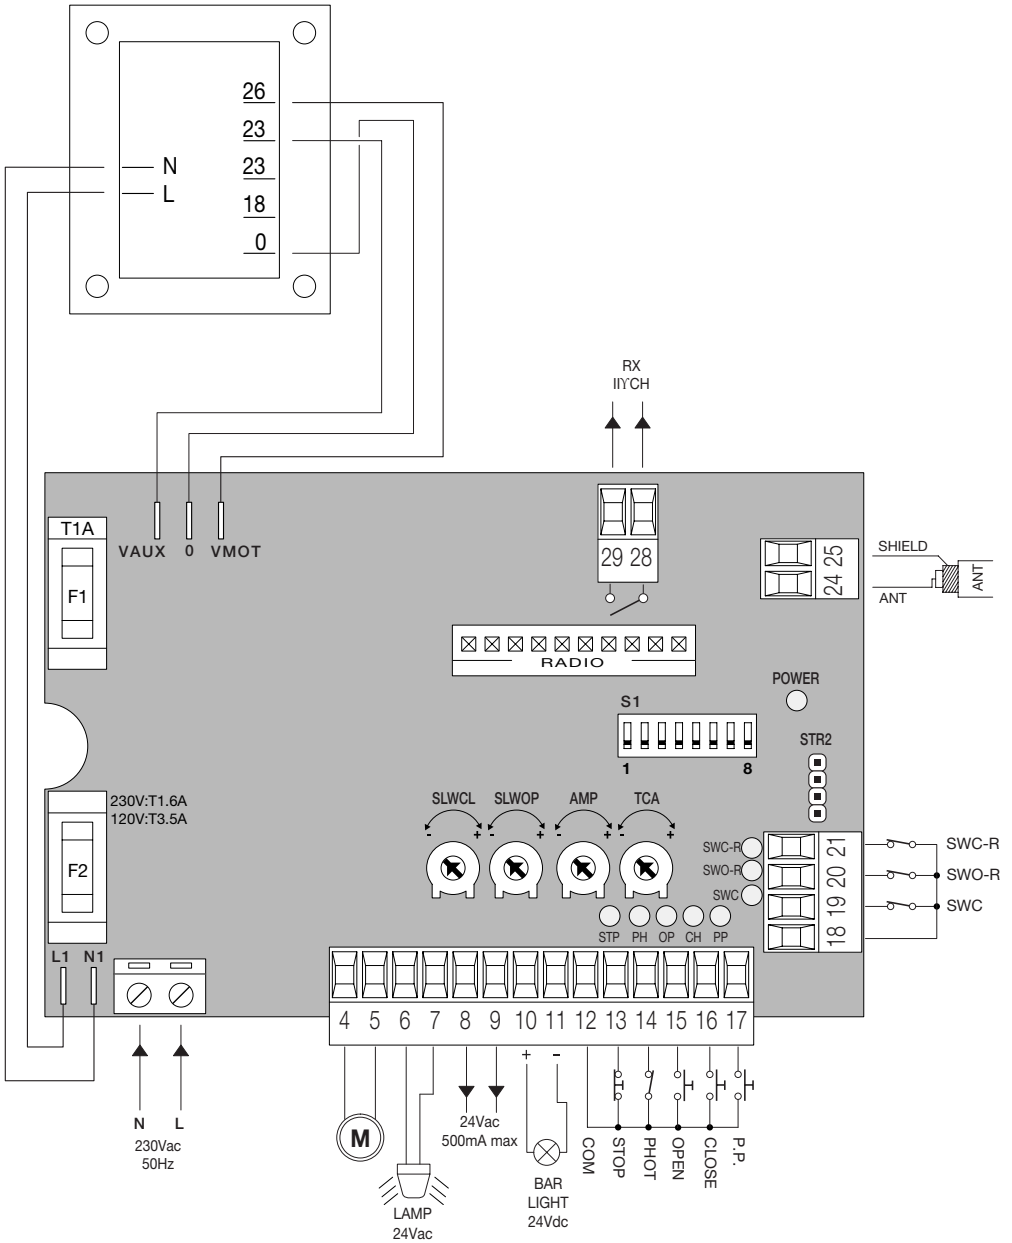 26
23
N
23
L
18
0
RX
IIYCH
T1A
VAUX 0 VMOT
F1
29 28
24 25
SHIELD
ANT
ANT
RADIO
POWER
S1
STR2
1 8
230V:T1.6A
120V:T3.5A
SLWCL SLWOP AMP TCA
- + - + - + - +
F2
SWC-R
SWO-R
SWC
18 19 20 21
SWC-R
SWO-R
SWC
STP PH OP CH PP
L1 N1
4 5 6 7 8 9 10 11 12 13 14 15 16 17
+ -
N L
230Vac
50Hz
M
24Vac
500mA max
LAMP
24Vac
BAR
LIGHT
24Vdc
COM
STOP
PHOT
OPEN
CLOSE
P.P.